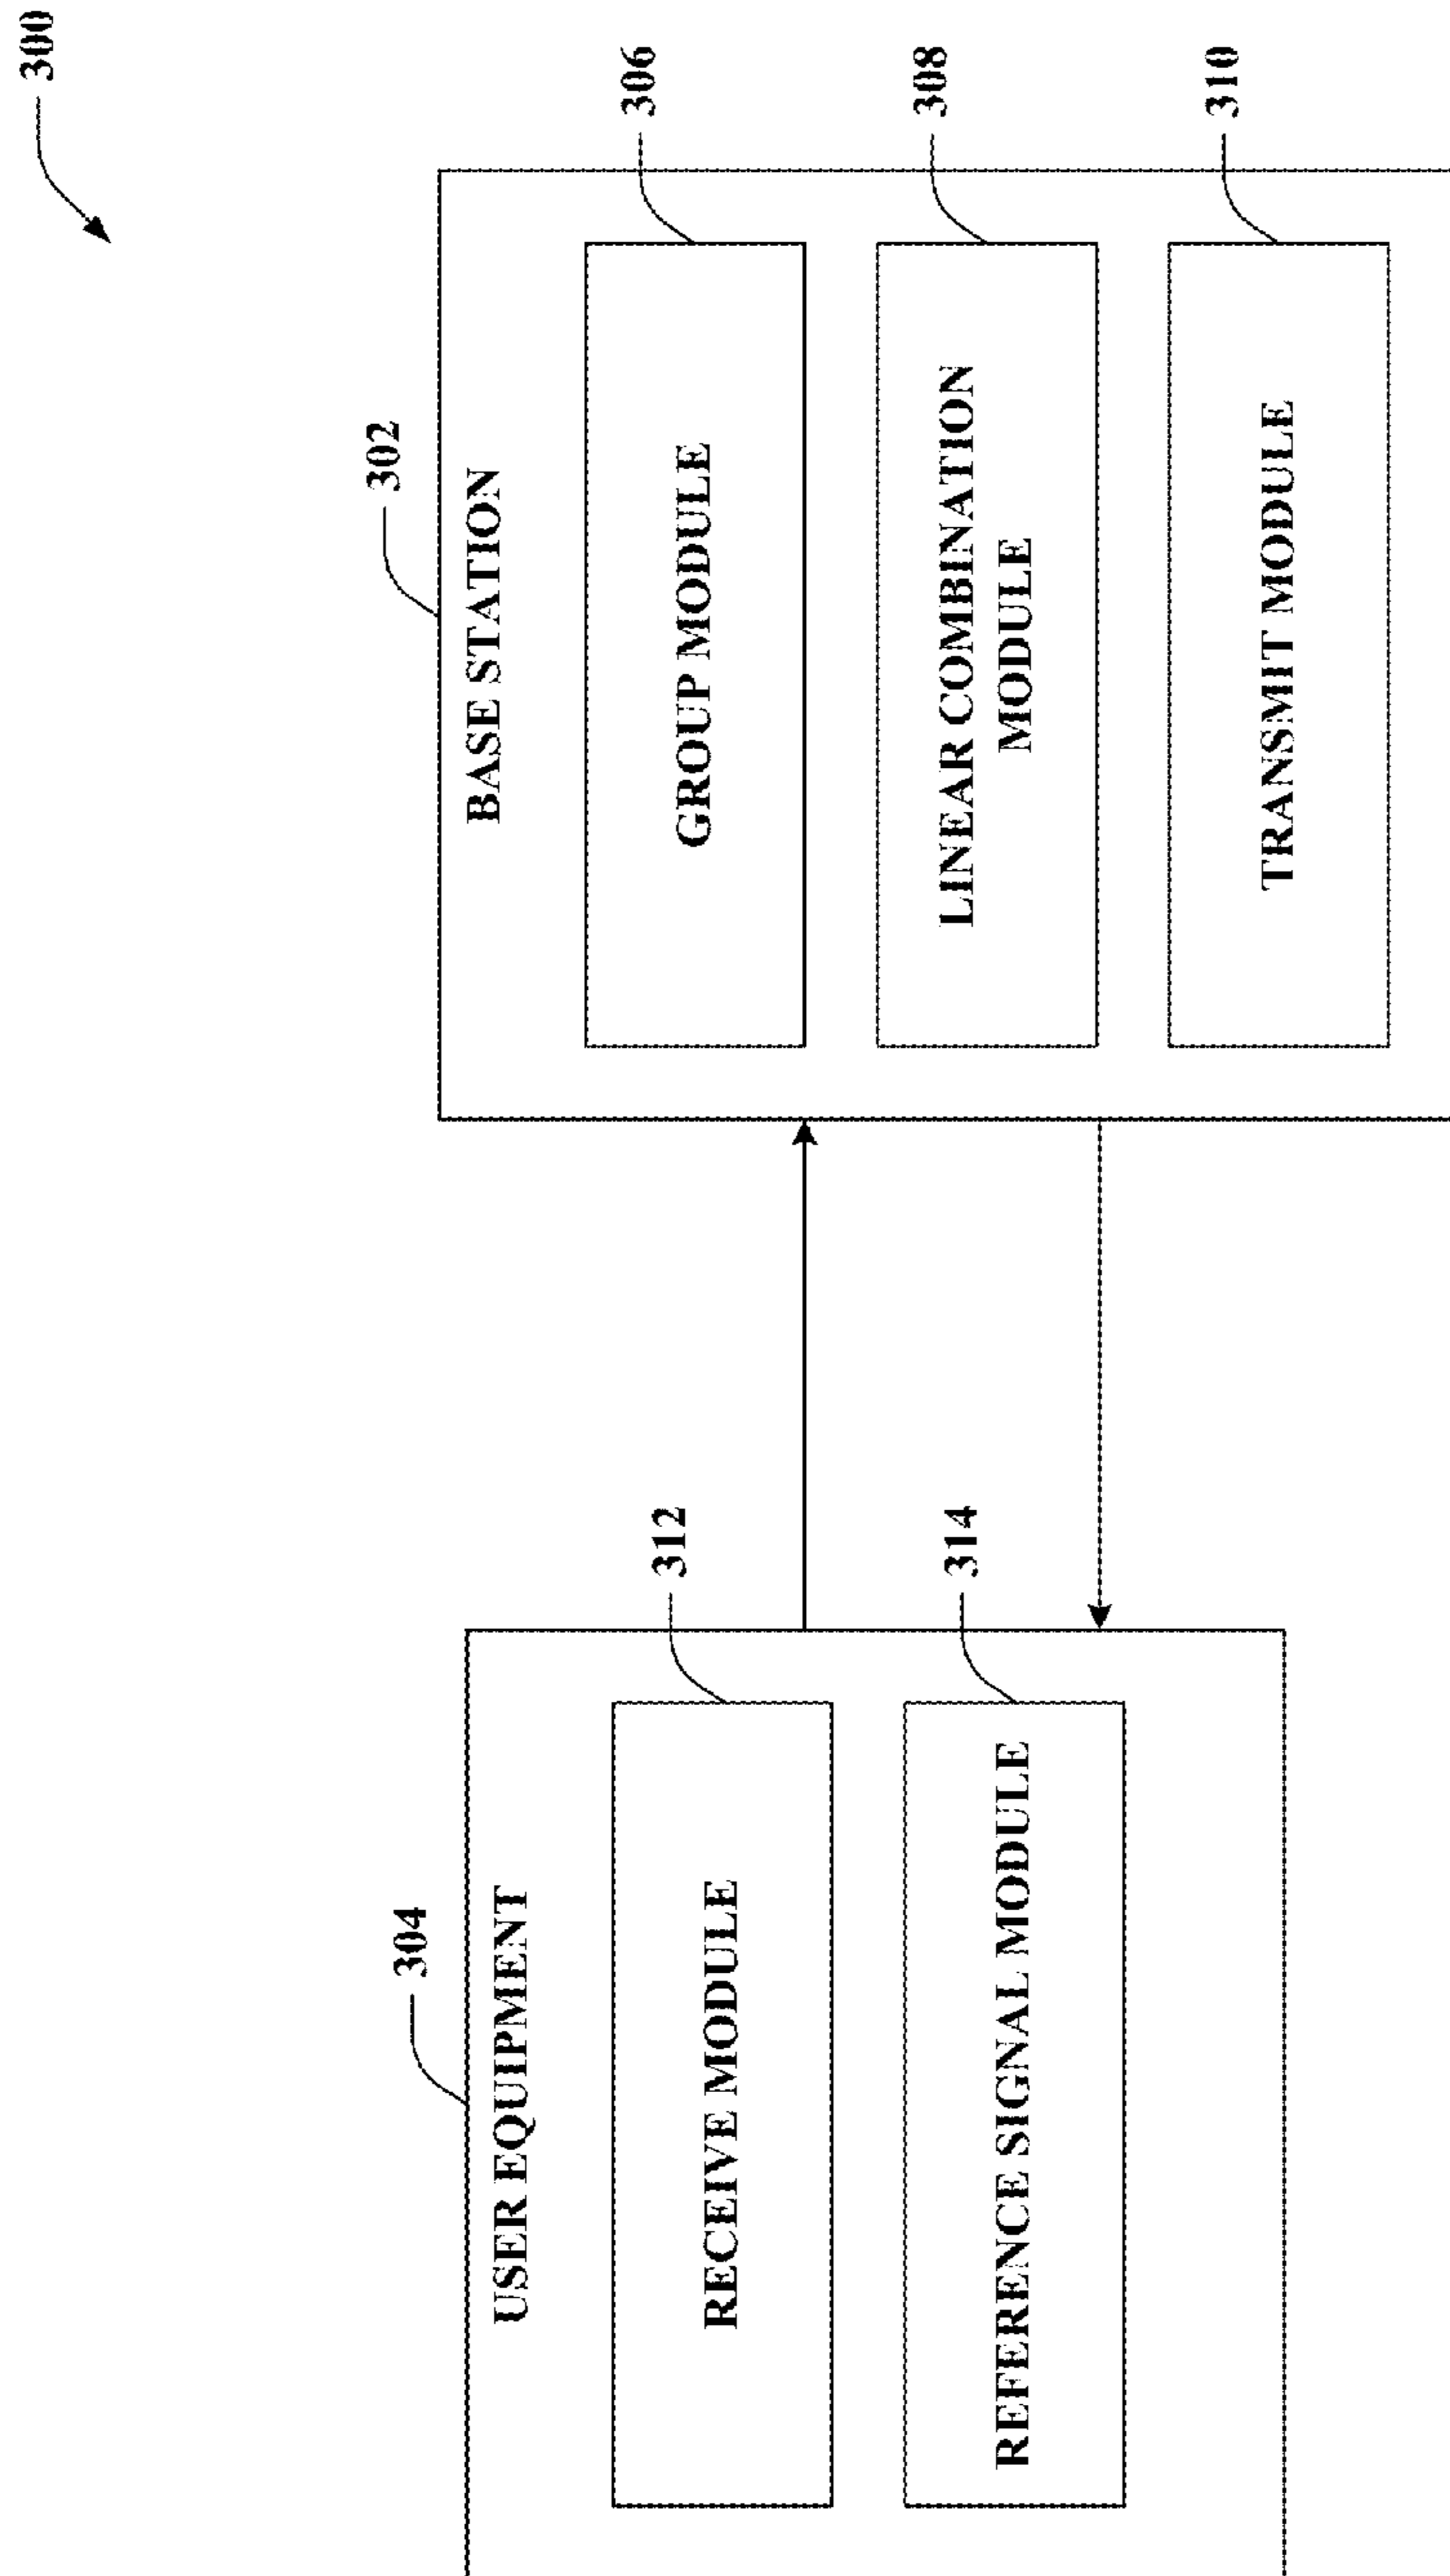 300
302
304
BASE STATION
USER EQUIPMENT
306
GROUP MODULE
312
RECEIVE MODULE
308
LINEAR COMBINATION
MODULE
314
REFERENCE SIGNAL MODULE
310
TRANSMIT MODULE